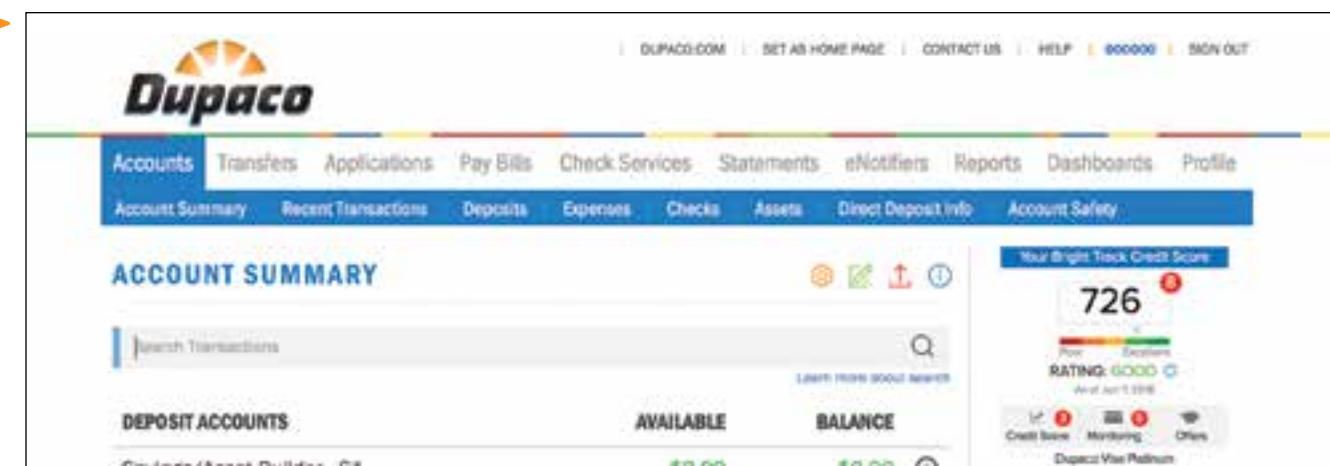 DUPACO.COM | SET AS HOME PAGE | CONTACT US | HELP | 000000 | SIGN OUT
Dupaco
Accounts Transfers Applications Pay Bills Check Services Statements eNotifiers Reports Dashboards Profile
Account Summary Recent Transactions Deposits Expenses Checks Assets Direct Deposit Info Account Safety
ACCOUNT SUMMARY
Search Transactions
Learn more about search
DEPOSIT ACCOUNTS AVAILABLE BALANCE
Your Bright Track Credit Score
726
Poor Excellent
RATING: GOOD
Credit Score Monitoring Offers
Dupaco Visa Platinum